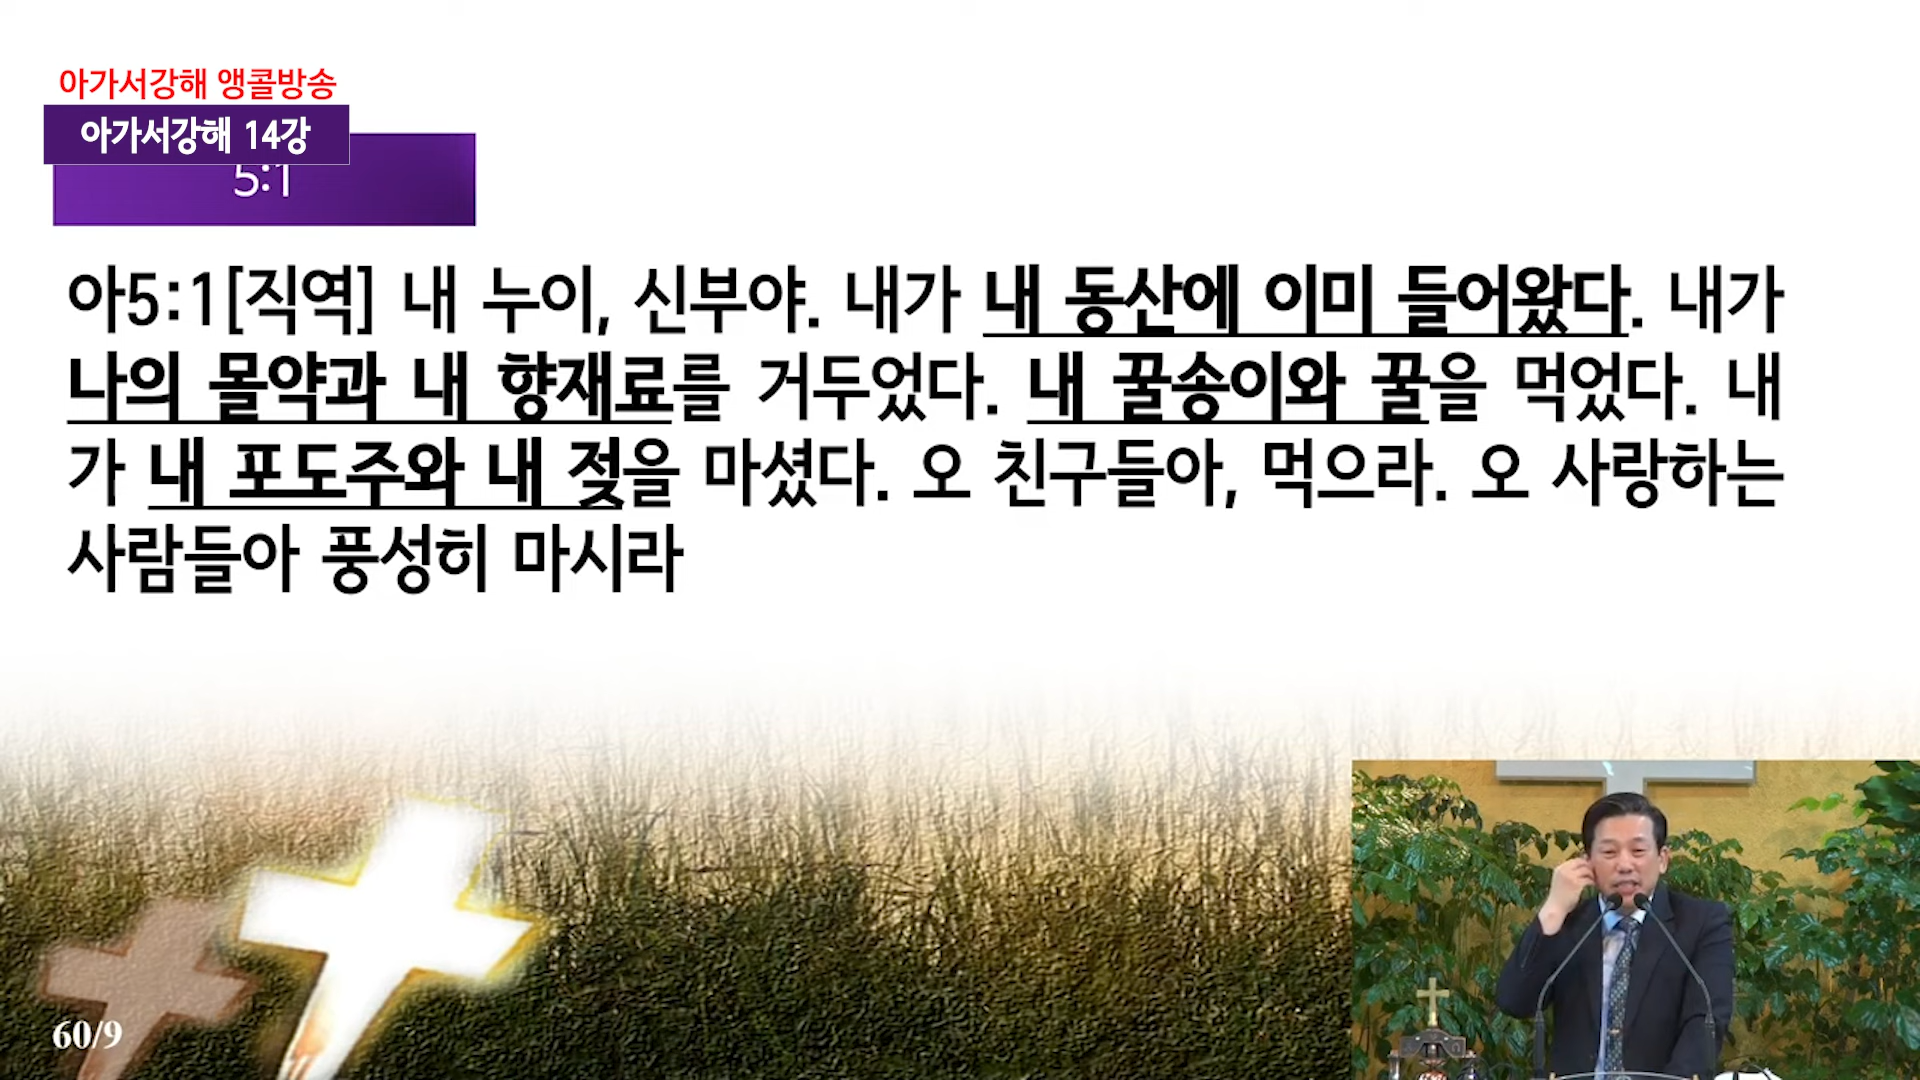 아가서강해 앵콜방송
아가서강해 14강
5:1
아5:1[직역] 내 누이, 신부야. 내가 내 동산에 이미 들어왔다. 내가
나의 몰약과 내 향재료를 거두었다. 내 꿀송이와 꿀을 먹었다. 내
가 내 포도주와 내 젖을 마셨다. 오 친구들아, 먹으라. 오 사랑하는
사람들아 풍성히 마시라
60/9